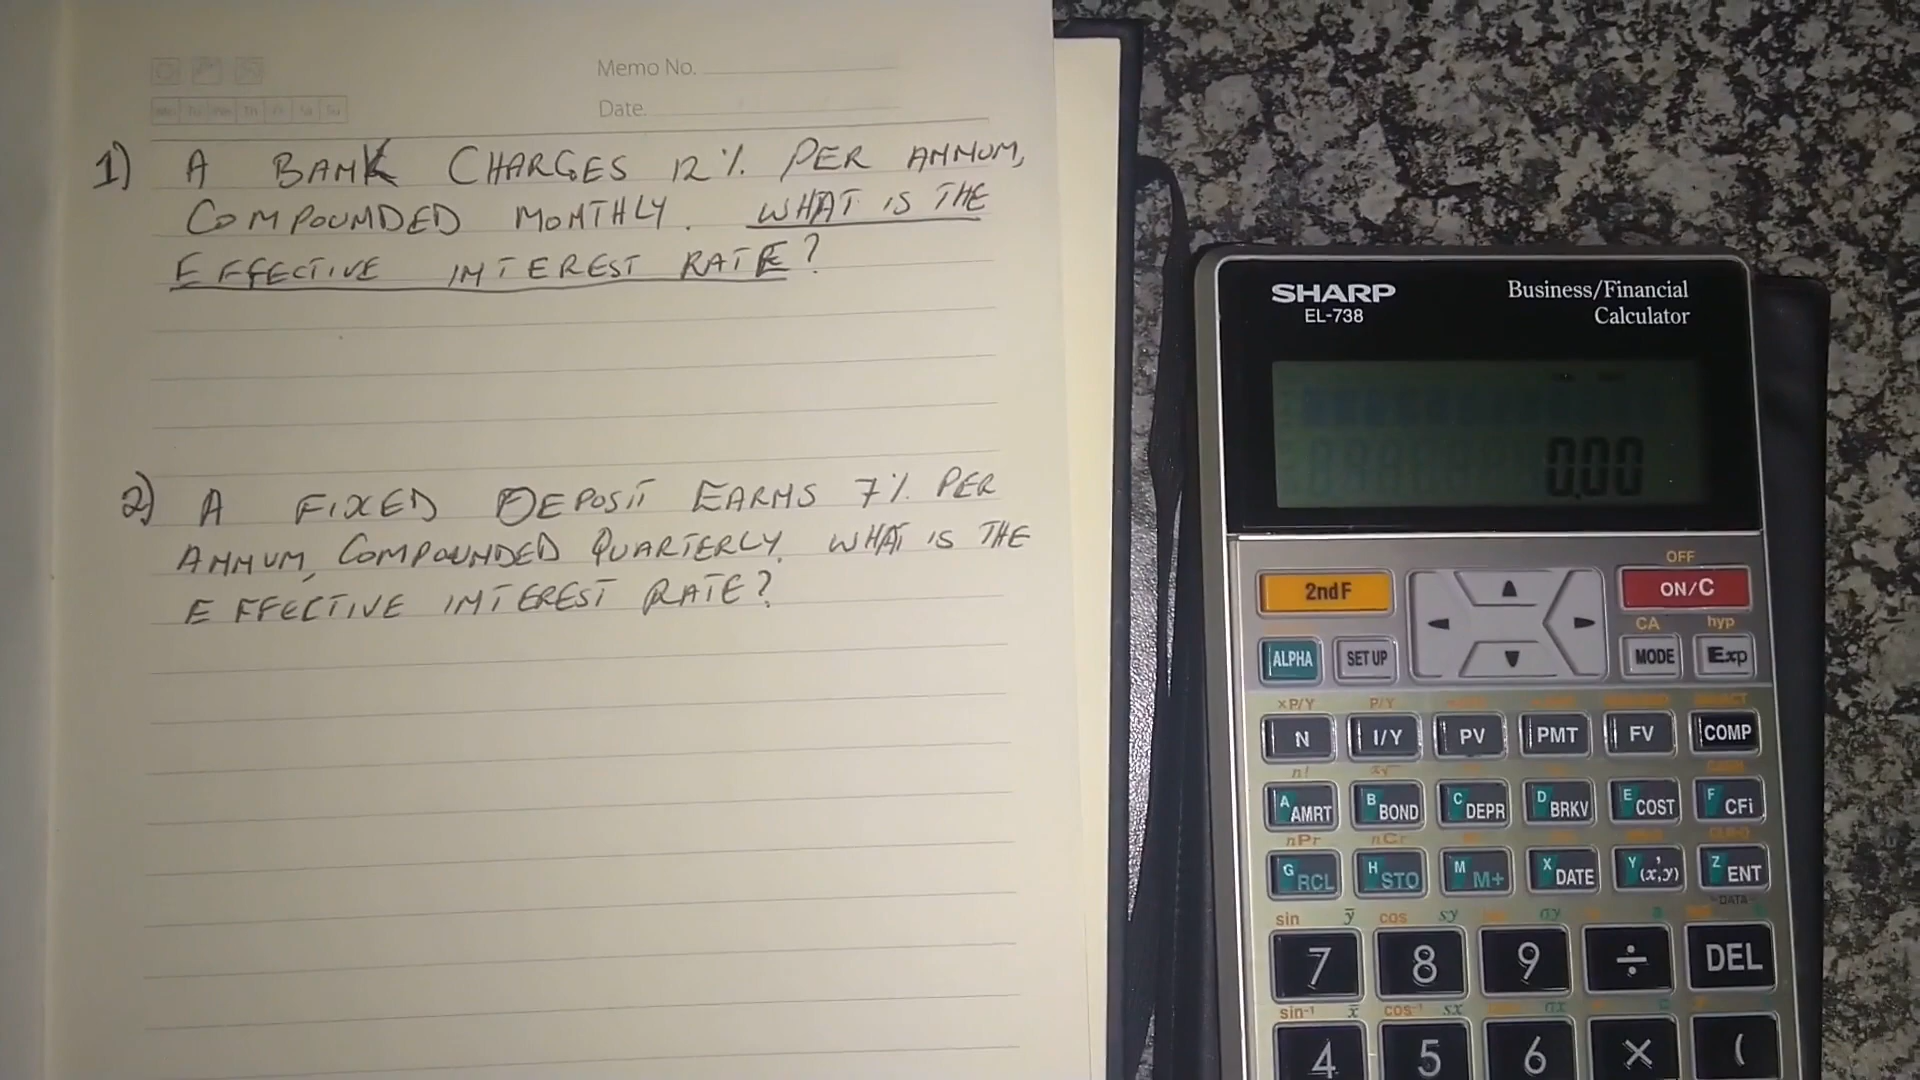 Memo No.
Date.
1) A BANK CHARGES 12% PER ANNUM,
COMPOUNDED MONTHLY. WHAT IS THE
EFFECTIVE INTEREST RATE?
2) A FIXED DEPOSIT EARNS 7% PER
ANNUM, COMPOUNDED QUARTERLY. WHAT IS THE
EFFECTIVE INTEREST RATE?
SHARP
EL-738
Business/Financial
Calculator
0.00
OFF
2ndF
ON/C
CA hyp
ALPHA SET UP MODE Exp
×P/Y P/Y
N I/Y PV PMT FV COMP
n!
A AMRT B BOND C DEPR D BRKV E COST F CFi
nPr nCr
G RCL H STO M M+ X DATE Y (x,y)' Z ENT
DATA
sin ȳ cos sy σy
7 8 9 ÷ DEL
sin⁻¹ x̄ cos⁻¹ sx σx
4 5 6 × (